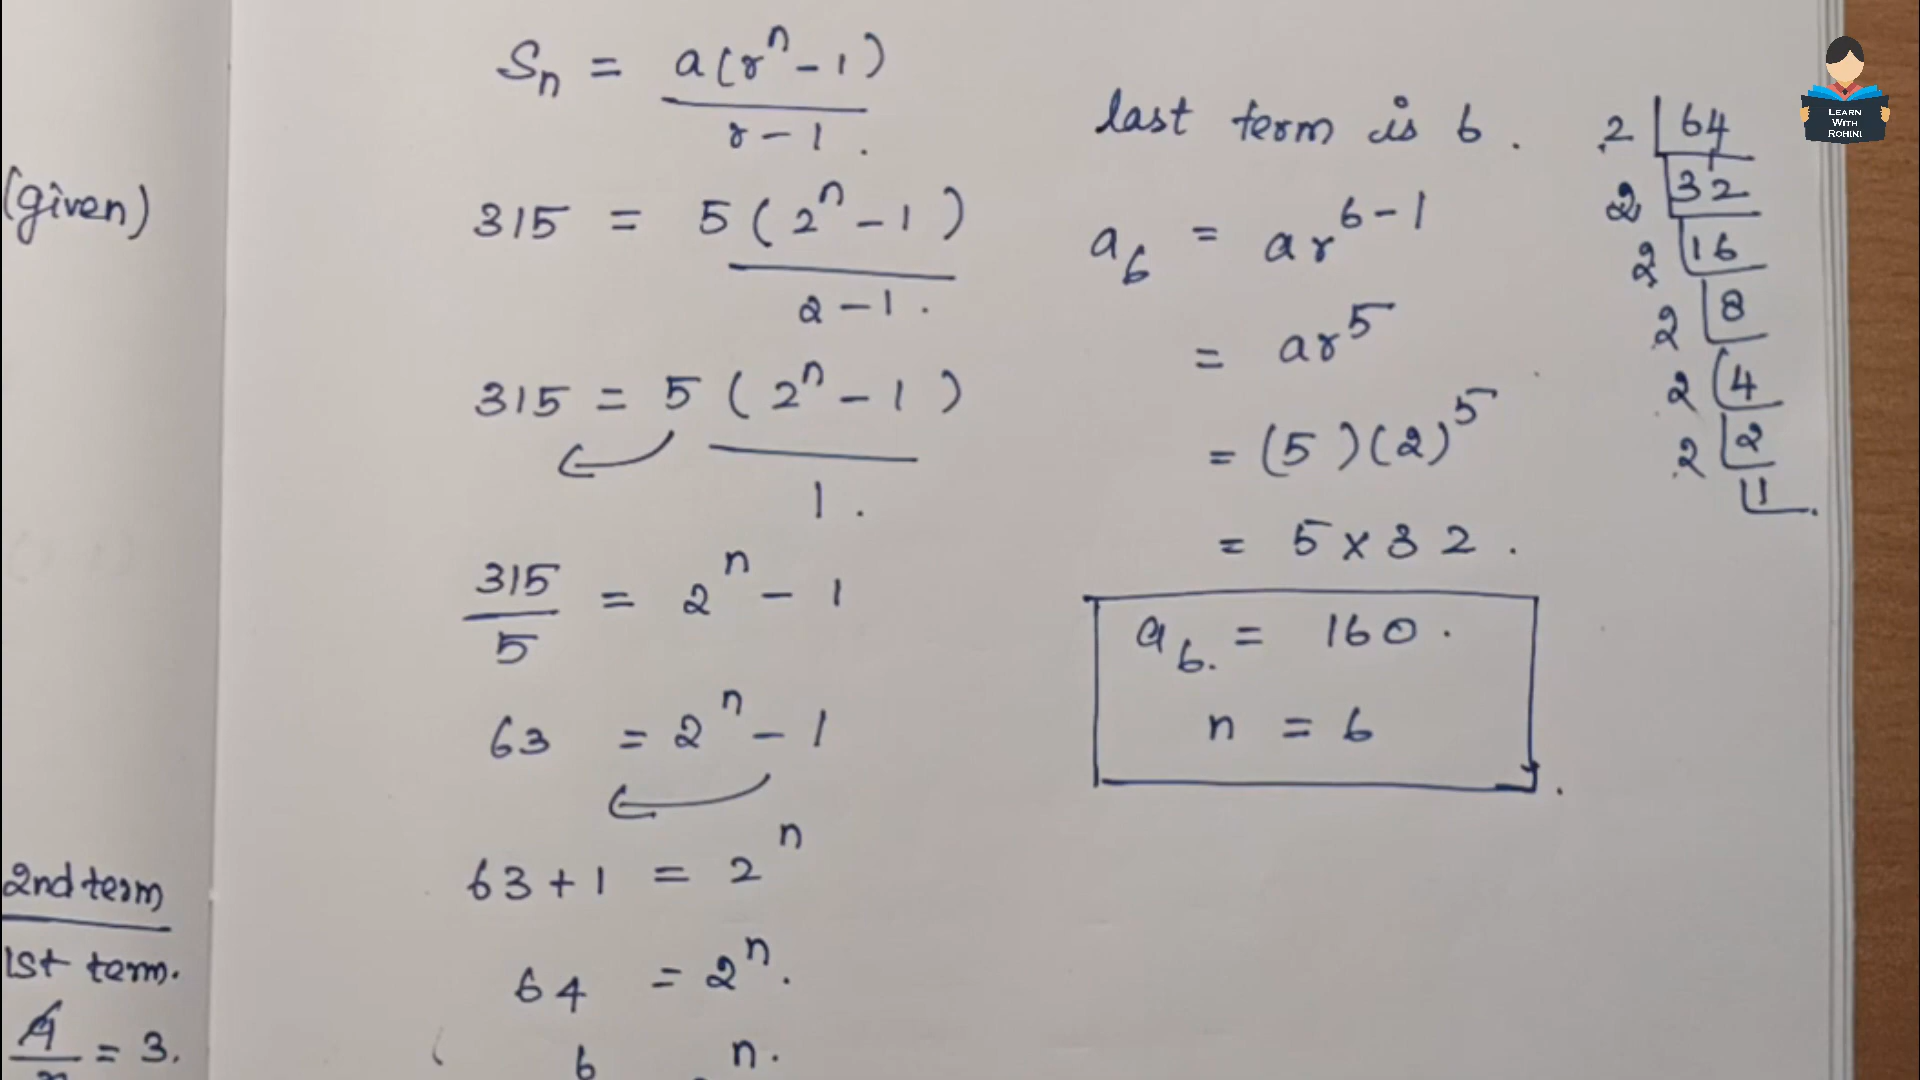 (given)
2nd term
1st term.
= 3.
Sn = a(r^n - 1)
r - 1 .
315 = 5 ( 2^n - 1 )
2 - 1 .
315 = 5 ( 2^n - 1 )
1 .
315
5
= 2^n - 1
63 = 2^n - 1
63 + 1 = 2^n
64 = 2^n .
6 n .
last term is 6 .
a6 = ar^6-1
= ar^5
= (5)(2)^5
= 5 x 32 .
a6. = 160 .
n = 6
2 | 64
2 | 32
2 | 16
2 | 8
2 | 4
2 | 2
1 .
LEARN
WITH
ROHINI